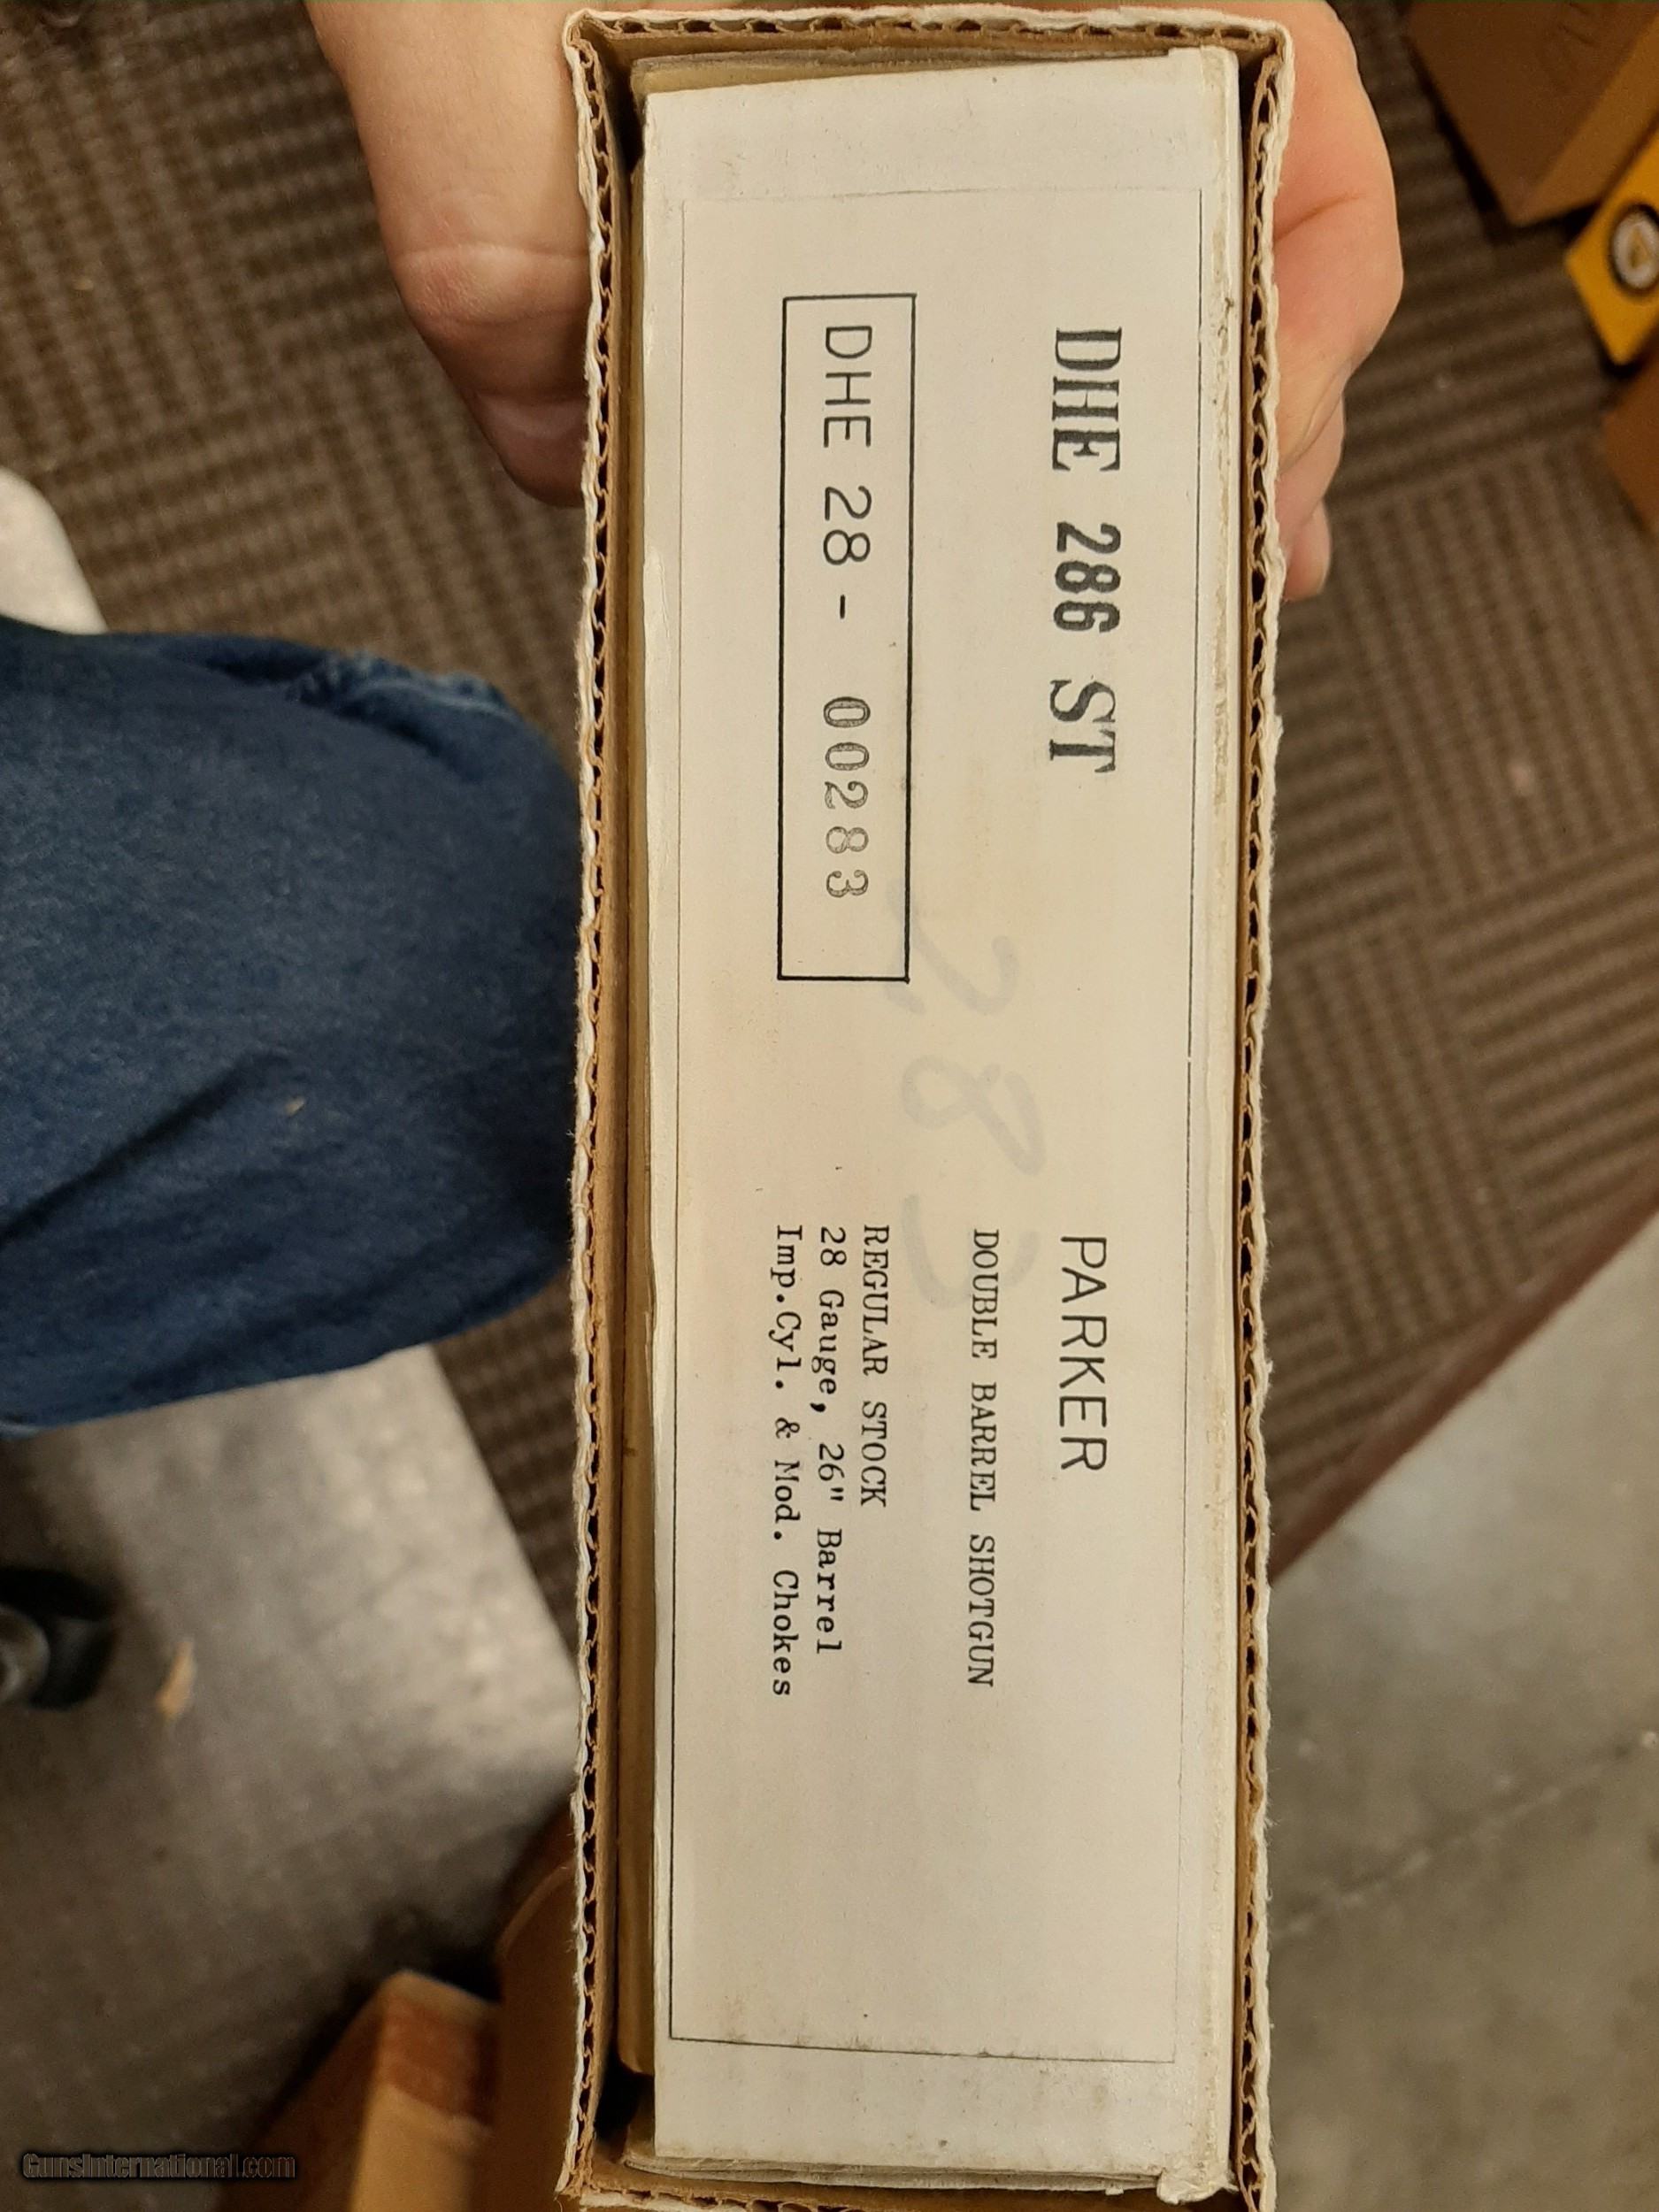 DHE 286 ST
DHE 28 - 00283
283
PARKER
DOUBLE BARREL SHOTGUN
REGULAR STOCK
28 Gauge, 26" Barrel
Imp.Cyl. & Mod. Chokes
GunsInternational.com